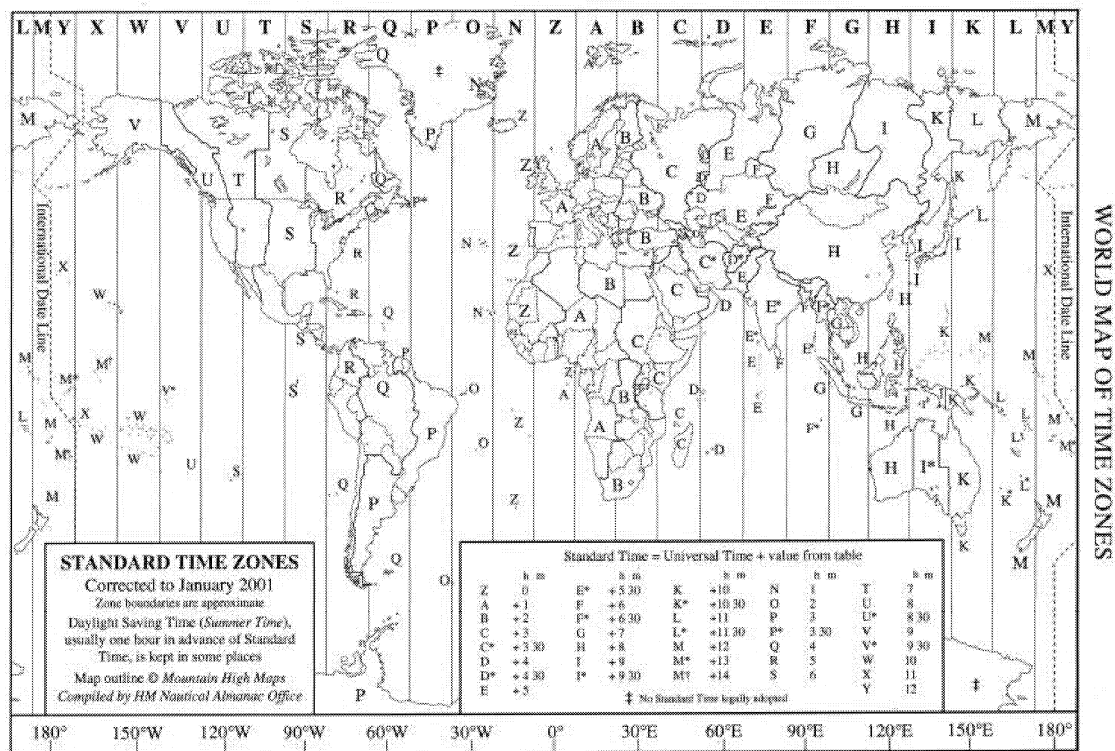 WORLD MAP OF TIME ZONES
L M Y X W V U T S R Q P O N Z A B C D E F G H I K L M Y
International Date Line
International Date Line
STANDARD TIME ZONES
Corrected to January 2001
Zone boundaries are approximate
Daylight Saving Time (Summer Time),
usually one hour in advance of Standard
Time, is kept in some places
Map outline © Mountain High Maps
Compiled by HM Nautical Almanac Office
Standard Time = Universal Time + value from table
h m h m h m h m h m
Z 0 E* +5 30 K +10 N 1 T 7
A +1 F +6 K* +10 30 O 2 U 8
B +2 F* +6 30 L +11 P 3 U* 8 30
C +3 G +7 L* +11 30 P* 3 30 V 9
C* +3 30 H +8 M +12 Q 4 V* 9 30
D +4 I +9 M* +13 R 5 W 10
D* +4 30 I* +9 30 M† +14 S 6 X 11
E +5 Y 12
‡ No Standard Time legally adopted
180°W 150°W 120°W 90°W 60°W 30°W 0° 30°E 60°E 90°E 120°E 150°E 180°E